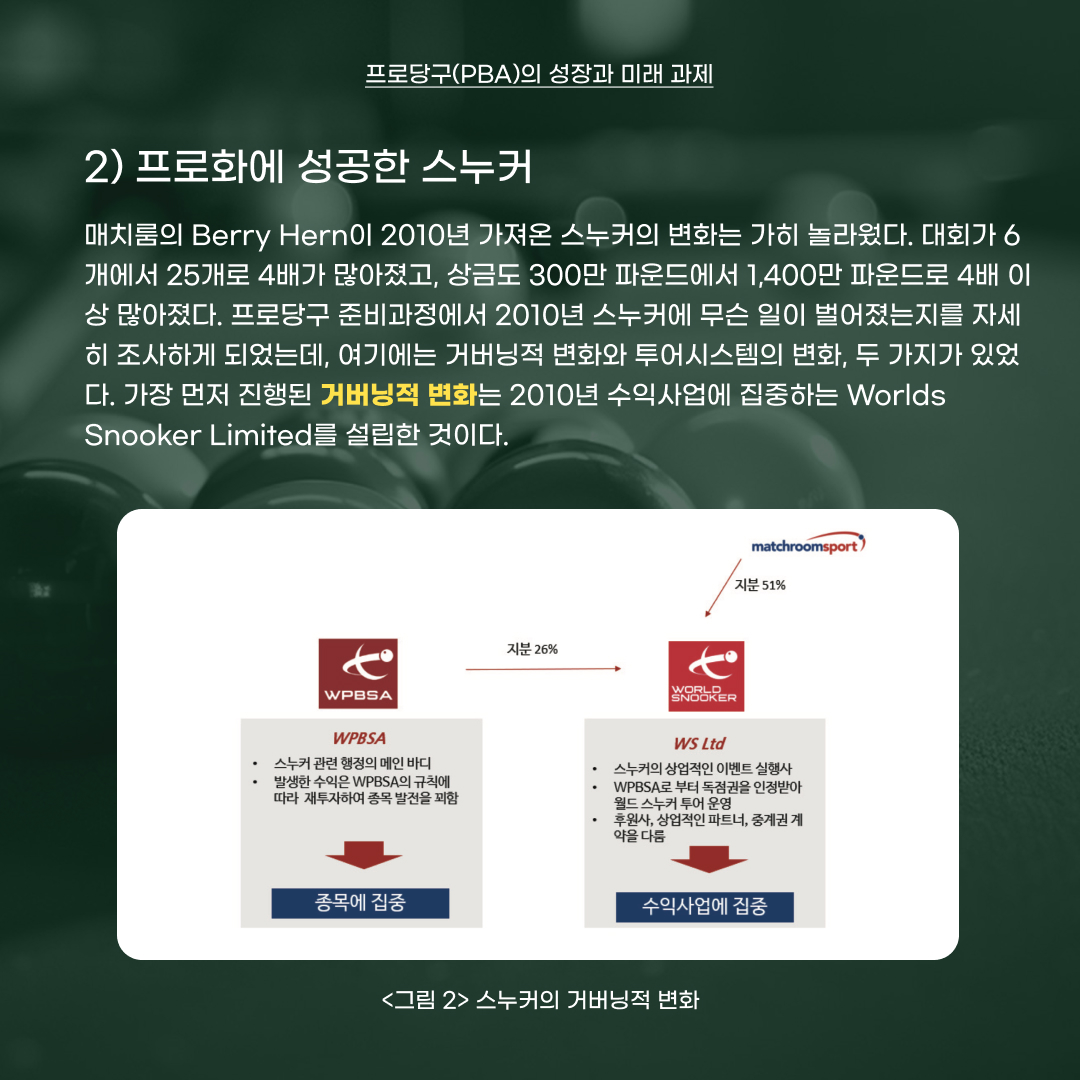 프로당구(PBA)의 성장과 미래 과제
2) 프로화에 성공한 스누커
매치룸의 Berry Hern이 2010년 가져온 스누커의 변화는 가히 놀라웠다. 대회가 6
개에서 25개로 4배가 많아졌고, 상금도 300만 파운드에서 1,400만 파운드로 4배 이
상 많아졌다. 프로당구 준비과정에서 2010년 스누커에 무슨 일이 벌어졌는지를 자세
히 조사하게 되었는데, 여기에는 거버닝적 변화와 투어시스템의 변화, 두 가지가 있었
다. 가장 먼저 진행된 거버닝적 변화는 2010년 수익사업에 집중하는 Worlds
Snooker Limited를 설립한 것이다.
matchroomsport
지분 51%
지분 26%
WPBSA
WORLD
SNOOKER
WPBSA
• 스누커 관련 행정의 메인 바디
• 발생한 수익은 WPBSA의 규칙에
따라 재투자하여 종목 발전을 꾀함
종목에 집중
WS Ltd
• 스누커의 상업적인 이벤트 실행사
• WPBSA로 부터 독점권을 인정받아
월드 스누커 투어 운영
• 후원사, 상업적인 파트너, 중계권 계
약을 다룸
수익사업에 집중
<그림 2> 스누커의 거버닝적 변화